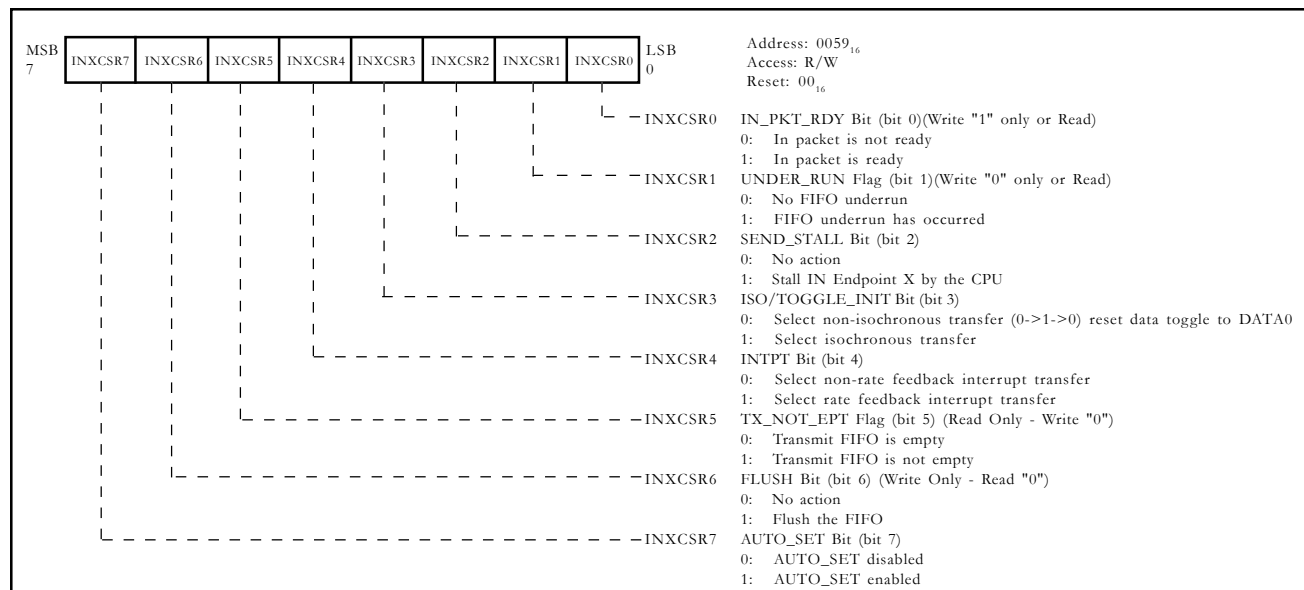 MSB
7
INXCSR7 INXCSR6 INXCSR5 INXCSR4 INXCSR3 INXCSR2 INXCSR1 INXCSR0
LSB
0
Address: 0059₁₆
Access: R/W
Reset: 00₁₆
INXCSR0 IN_PKT_RDY Bit (bit 0)(Write "1" only or Read)
0: In packet is not ready
1: In packet is ready
INXCSR1 UNDER_RUN Flag (bit 1)(Write "0" only or Read)
0: No FIFO underrun
1: FIFO underrun has occurred
INXCSR2 SEND_STALL Bit (bit 2)
0: No action
1: Stall IN Endpoint X by the CPU
INXCSR3 ISO/TOGGLE_INIT Bit (bit 3)
0: Select non-isochronous transfer (0->1->0) reset data toggle to DATA0
1: Select isochronous transfer
INXCSR4 INTPT Bit (bit 4)
0: Select non-rate feedback interrupt transfer
1: Select rate feedback interrupt transfer
INXCSR5 TX_NOT_EPT Flag (bit 5) (Read Only - Write "0")
0: Transmit FIFO is empty
1: Transmit FIFO is not empty
INXCSR6 FLUSH Bit (bit 6) (Write Only - Read "0")
0: No action
1: Flush the FIFO
INXCSR7 AUTO_SET Bit (bit 7)
0: AUTO_SET disabled
1: AUTO_SET enabled